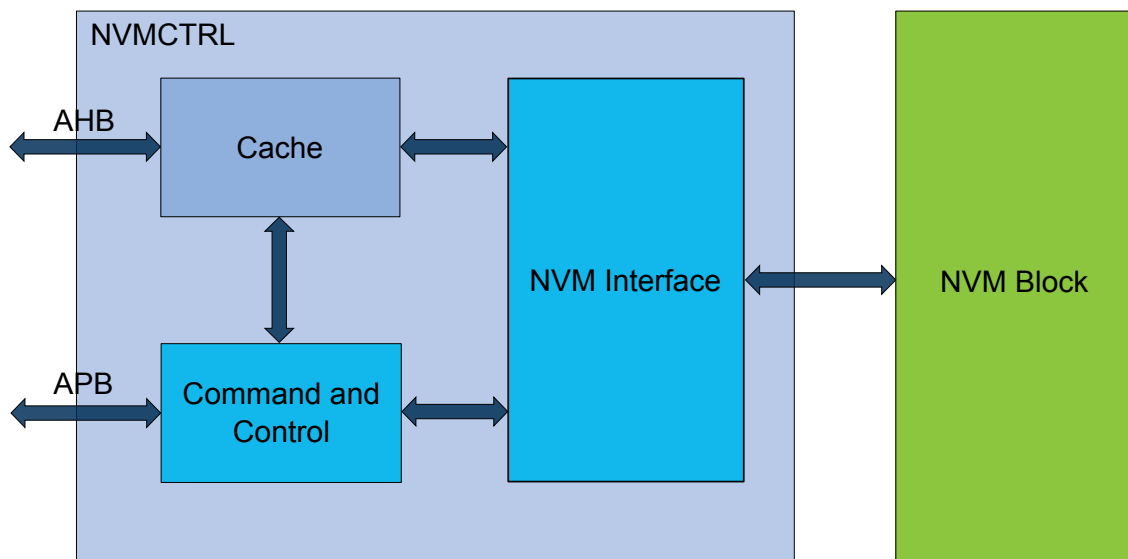 NVMCTRL
AHB
Cache
NVM Interface
NVM Block
APB
Command and
Control